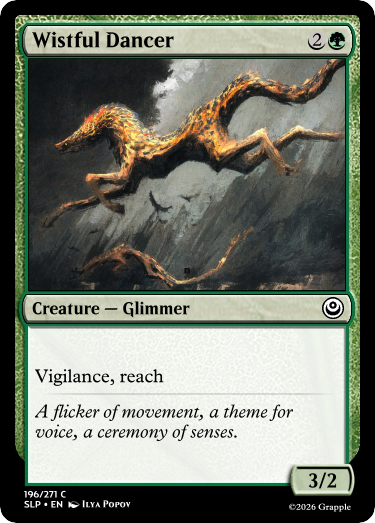 Wistful Dancer 2
Creature — Glimmer
Vigilance, reach
A flicker of movement, a theme for
voice, a ceremony of senses.
3/2
196/271 C
SLP • EN Ilya Popov
©2026 Grapple